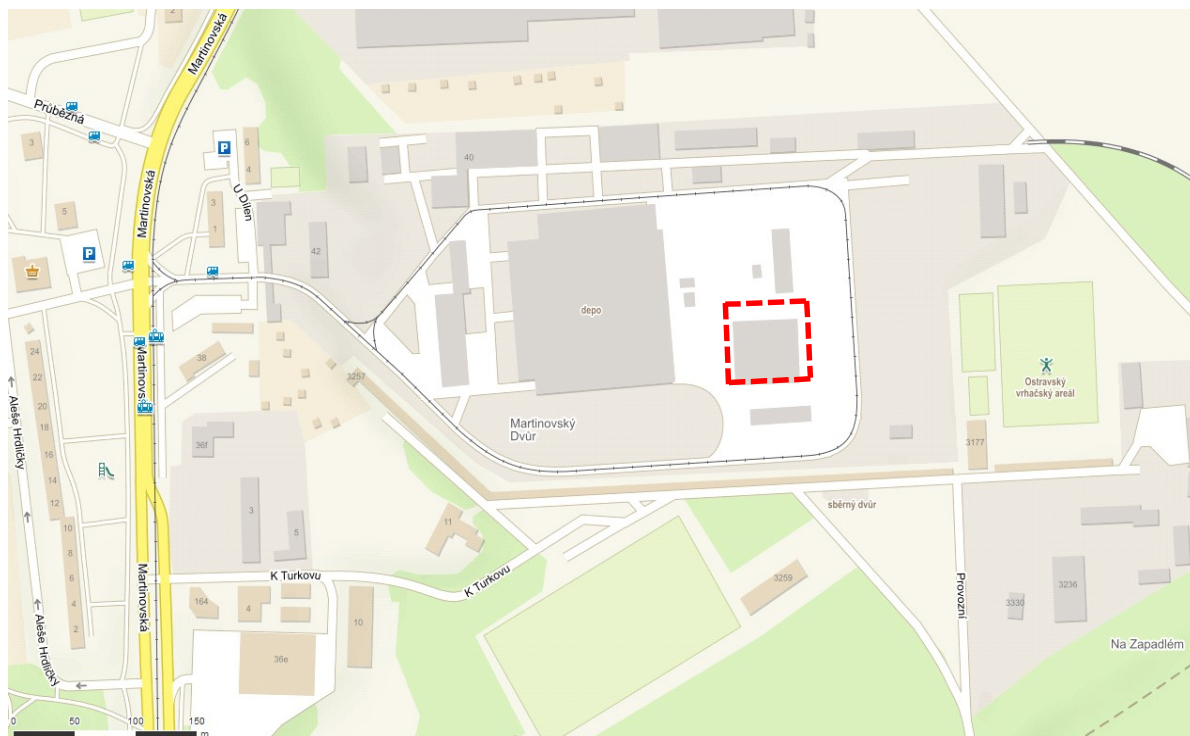 2
Martinovská
Průběžná
3
P
6
4
40
U Dílen
3
1
5
P
Martinovská
42
depo
24
22
20
18
16
14
12
10
8
6
4
2
Aleše Hrdličky
Aleše Hrdličky
Martinovská
38
3257
Martinovský
Dvůr
Ostravský
vrhačský areál
3177
36f
3
5
11
sběrný dvůr
K Turkovu
K Turkovu
Martinovská
164
4
10
36e
3259
Provozní
3236
3330
Na Zapadlém
0
50
100
150
m